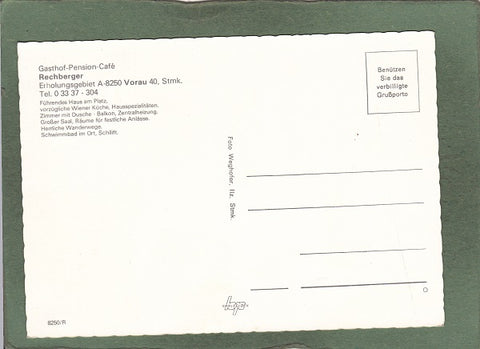 Gasthof-Pension-Café
Rechberger
Erholungsgebiet A-8250 Vorau 40, Stmk.
Tel. 0 33 37 - 304
Führendes Haus am Platz,
vorzügliche Wiener Küche, Hausspezialitäten.
Zimmer mit Dusche - Balkon, Zentralheizung.
Großer Saal, Räume für festliche Anlässe.
Herrliche Wanderwege.
Schwimmbad im Ort, Schilift.
Benützen
Sie das
verbilligte
Grußporto
Foto Weghofer, Ilz, Stmk.
8250/R